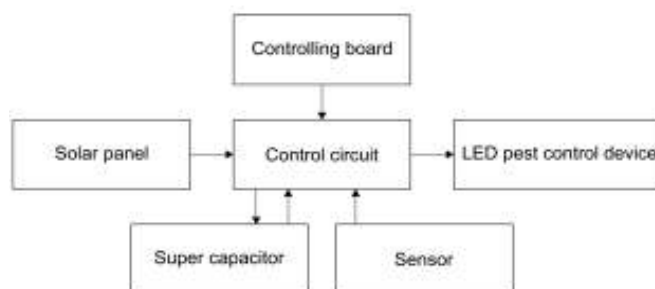 Controlling board
Solar panel
Control circuit
LED pest control device
Super capacitor
Sensor